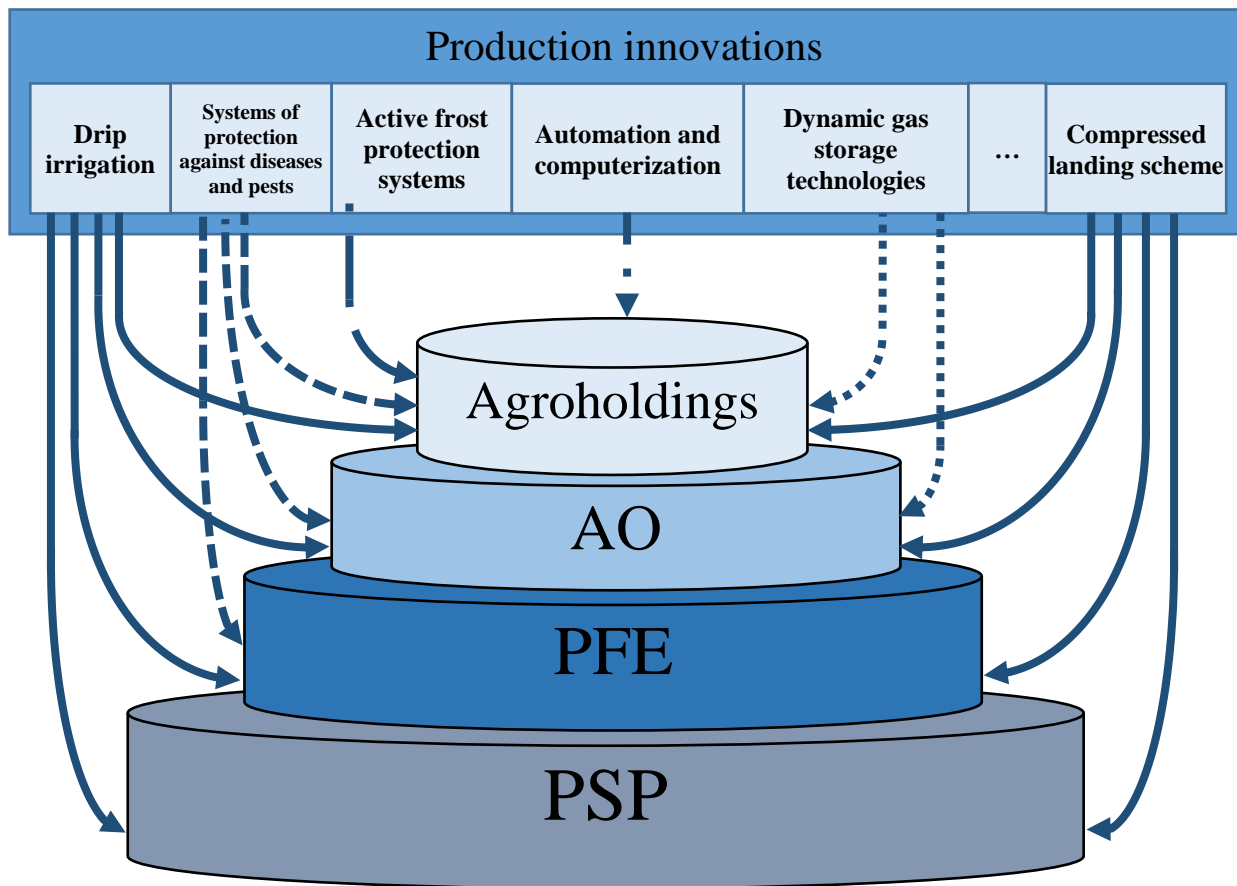 Production innovations
Drip
irrigation
Systems of
protection
against diseases
and pests
Active frost
protection
systems
Automation and
computerization
Dynamic gas
storage
technologies
...
Compressed
landing scheme
Agroholdings
AO
PFE
PSP